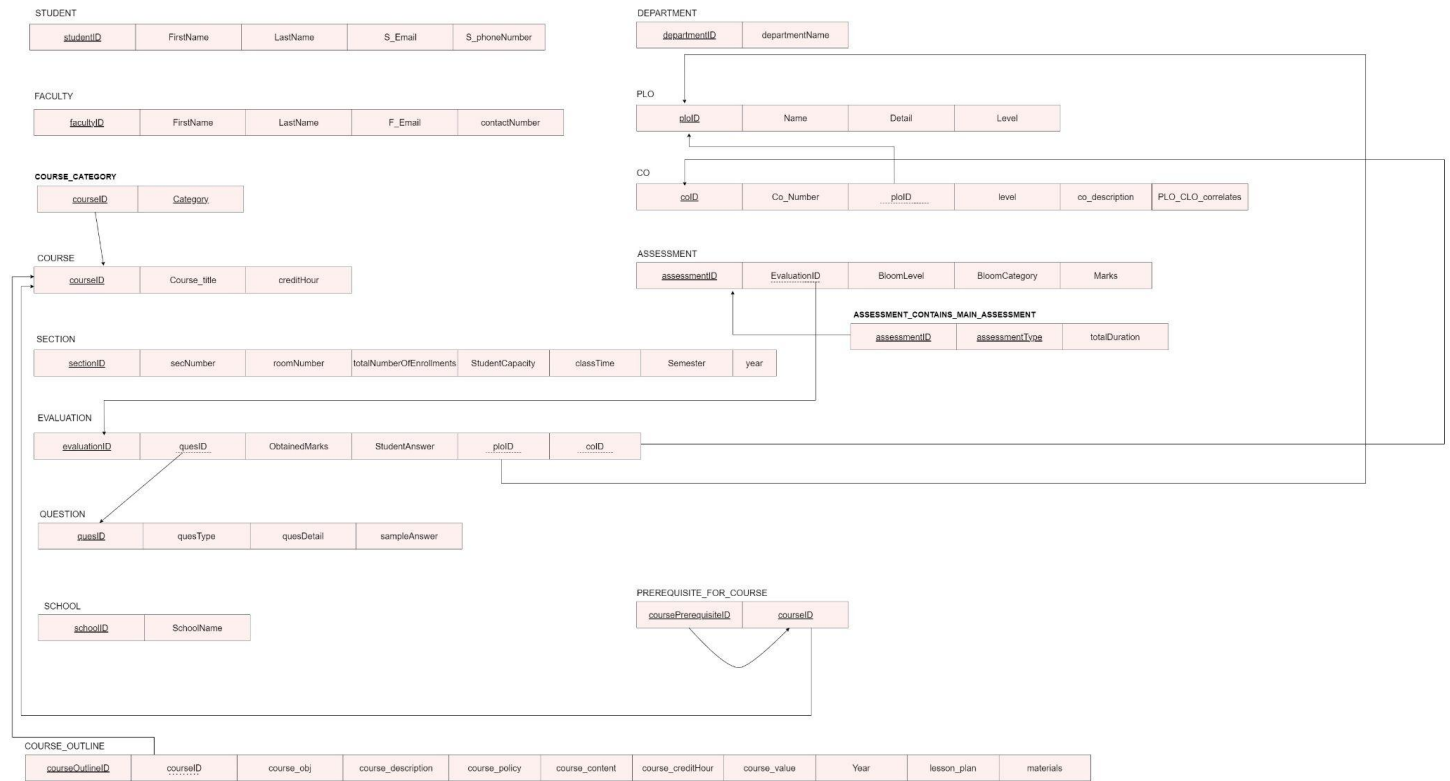 STUDENT
studentID FirstName LastName S_Email S_phoneNumber
DEPARTMENT
departmentID departmentName
FACULTY
facultyID FirstName LastName F_Email contactNumber
PLO
ploID Name Detail Level
COURSE_CATEGORY
courseID Category
CO
coID Co_Number ploID level co_description PLO_CLO_correlates
COURSE
courseID Course_title creditHour
ASSESSMENT
assessmentID EvaluationID BloomLevel BloomCategory Marks
ASSESSMENT_CONTAINS_MAIN_ASSESSMENT
assessmentID assessmentType totalDuration
SECTION
sectionID secNumber roomNumber totalNumberOfEnrollments StudentCapacity classTime Semester year
EVALUATION
evaluationID quesID ObtainedMarks StudentAnswer ploID coID
QUESTION
quesID quesType quesDetail sampleAnswer
SCHOOL
schoolID SchoolName
PREREQUISITE_FOR_COURSE
coursePrerequisiteID courseID
COURSE_OUTLINE
courseOutlineID courseID course_obj course_description course_policy course_content course_creditHour course_value Year lesson_plan materials